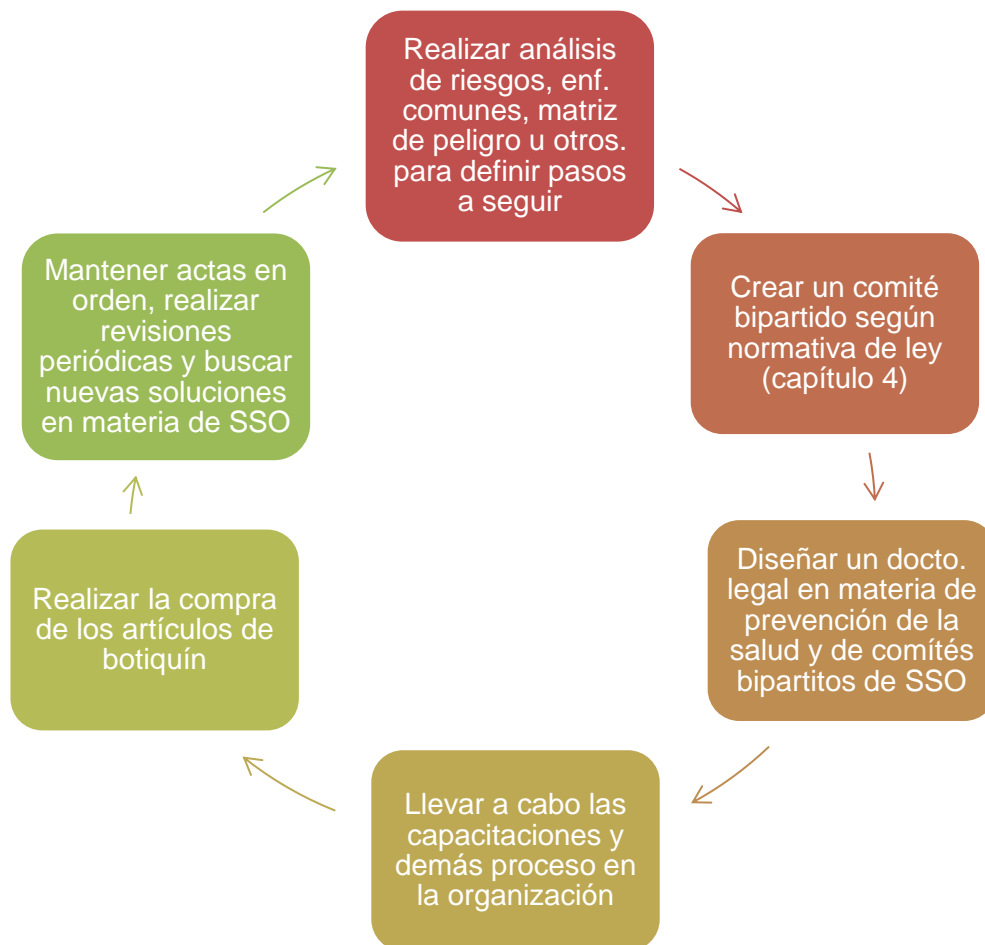 Realizar análisis
de riesgos, enf.
comunes, matriz
de peligro u otros.
para definir pasos
a seguir
Crear un comité
bipartido según
normativa de ley
(capítulo 4)
Diseñar un docto.
legal en materia de
prevención de la
salud y de comítés
bipartitos de SSO
Llevar a cabo las
capacitaciones y
demás proceso en
la organización
Realizar la compra
de los artículos de
botiquín
Mantener actas en
orden, realizar
revisiones
periódicas y buscar
nuevas soluciones
en materia de SSO